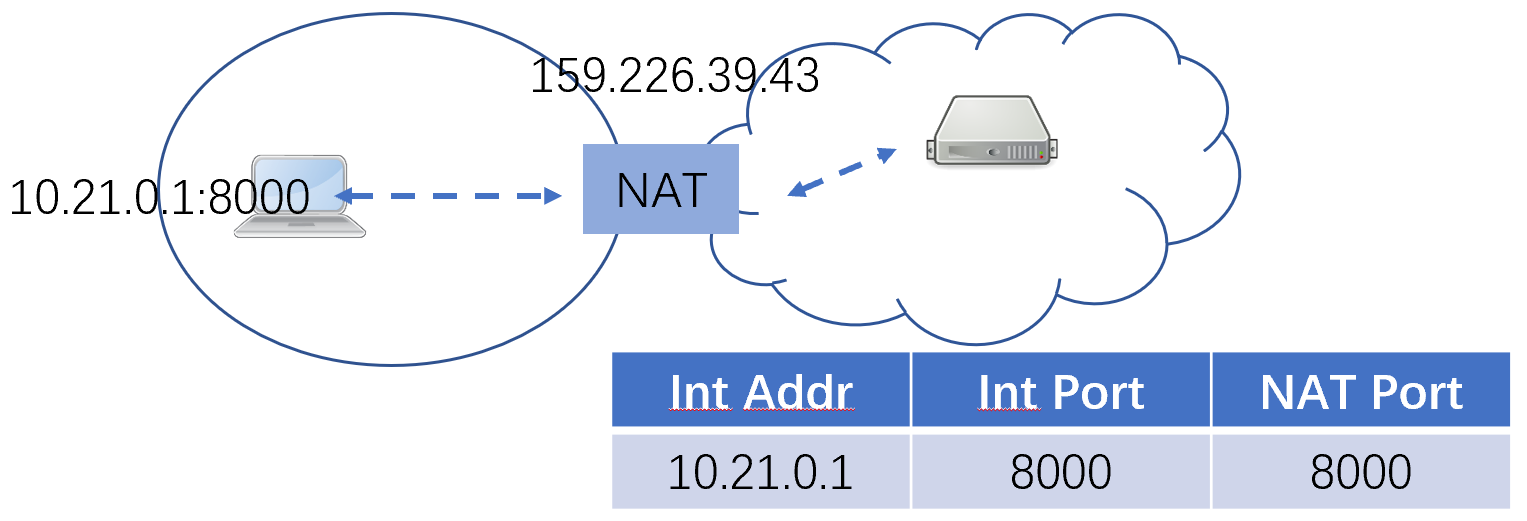 159.226.39.43
10.21.0.1:8000
NAT
Int Addr Int Port NAT Port
10.21.0.1 8000 8000